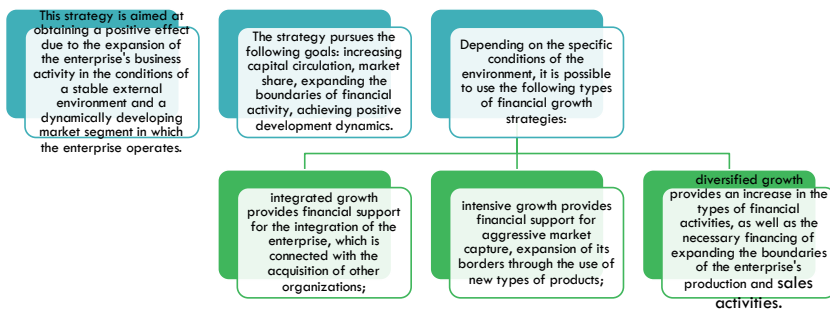 This strategy is aimed at
obtaining a positive effect
due to the expansion of
the enterprise's business
activity in the conditions of
a stable external
environment and a
dynamically developing
market segment in which
the enterprise operates.
The strategy pursues the
following goals: increasing
capital circulation, market
share, expanding the
boundaries of financial
activity, achieving positive
development dynamics.
Depending on the specific
conditions of the
environment, it is possible
to use the following types
of financial growth
strategies:
integrated growth
provides financial support
for the integration of the
enterprise, which is
connected with the
acquisition of other
organizations;
intensive growth provides
financial support for
aggressive market
capture, expansion of its
borders through the use of
new types of products;
diversified growth
provides an increase in the
types of financial
activities, as well as the
necessary financing of
expanding the boundaries
of the enterprise's
production and sales
activities.